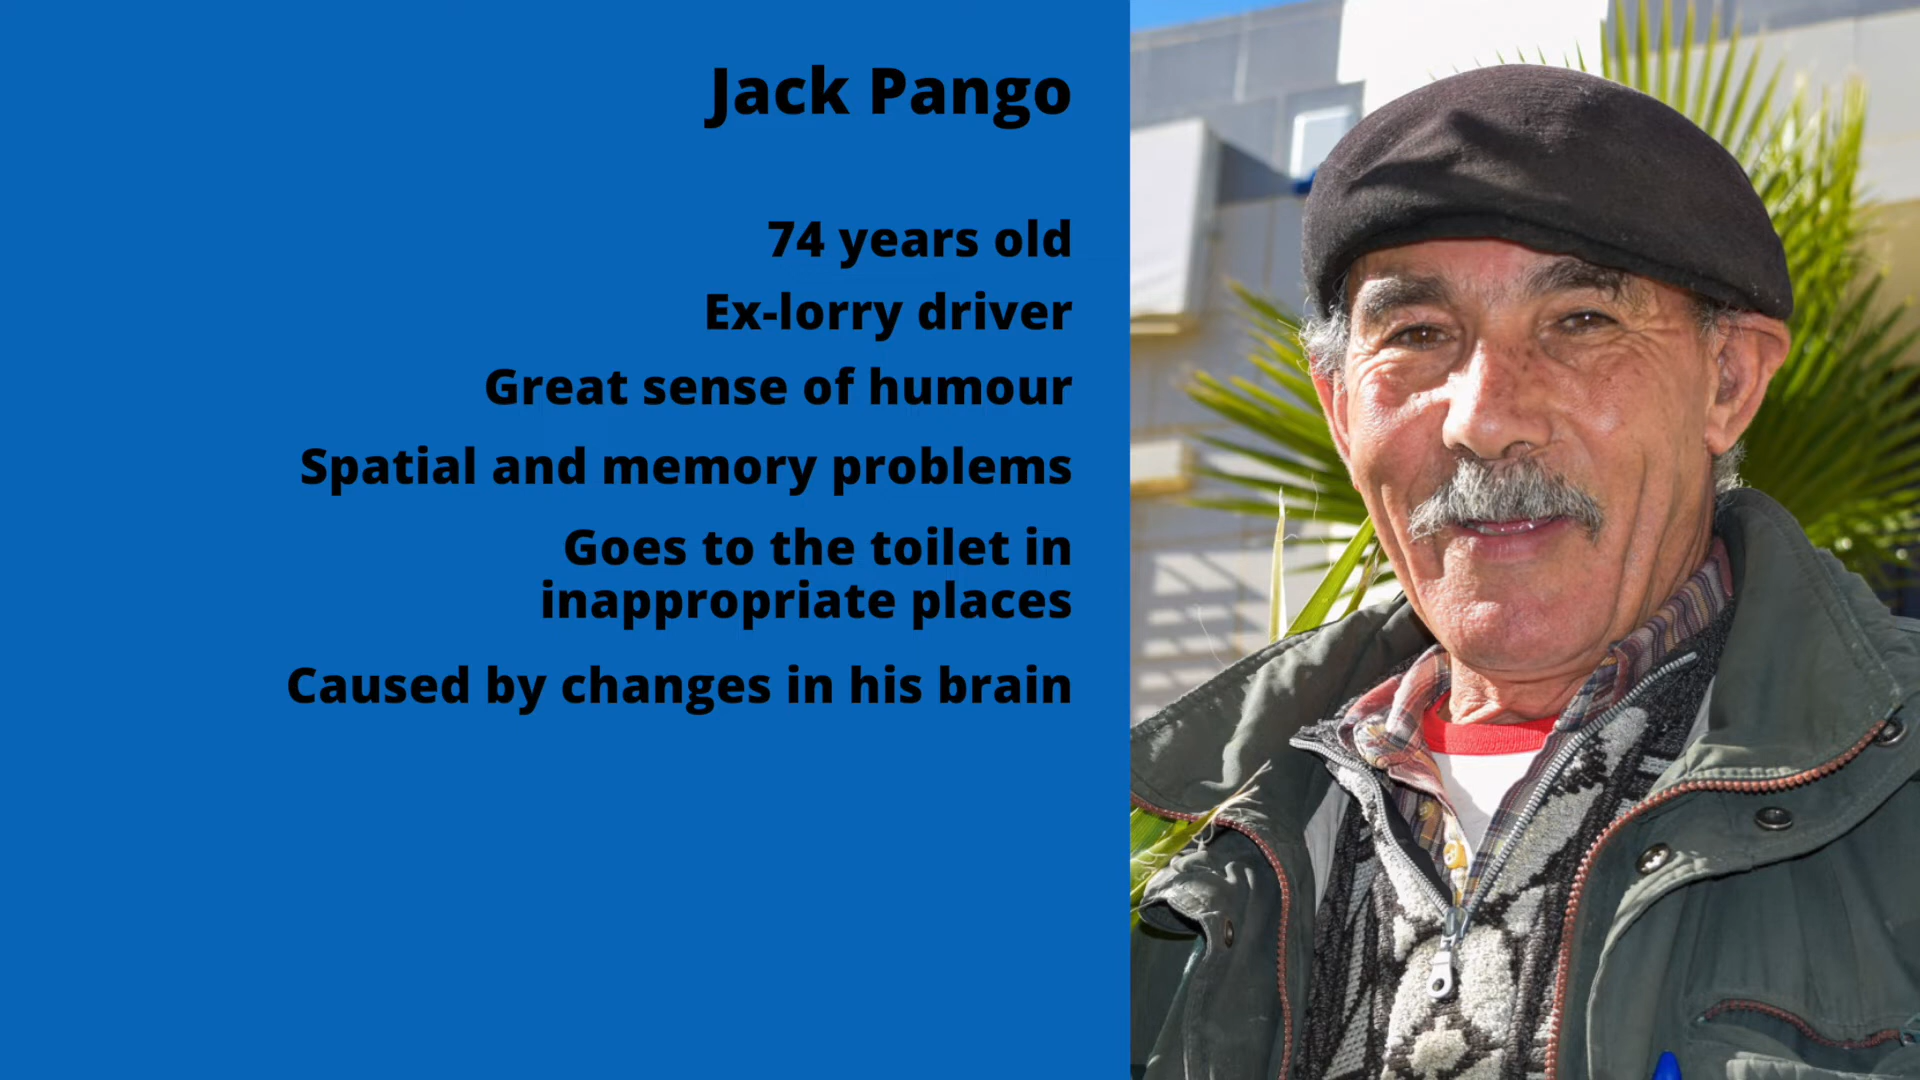 Jack Pango
74 years old
Ex-lorry driver
Great sense of humour
Spatial and memory problems
Goes to the toilet in
inappropriate places
Caused by changes in his brain